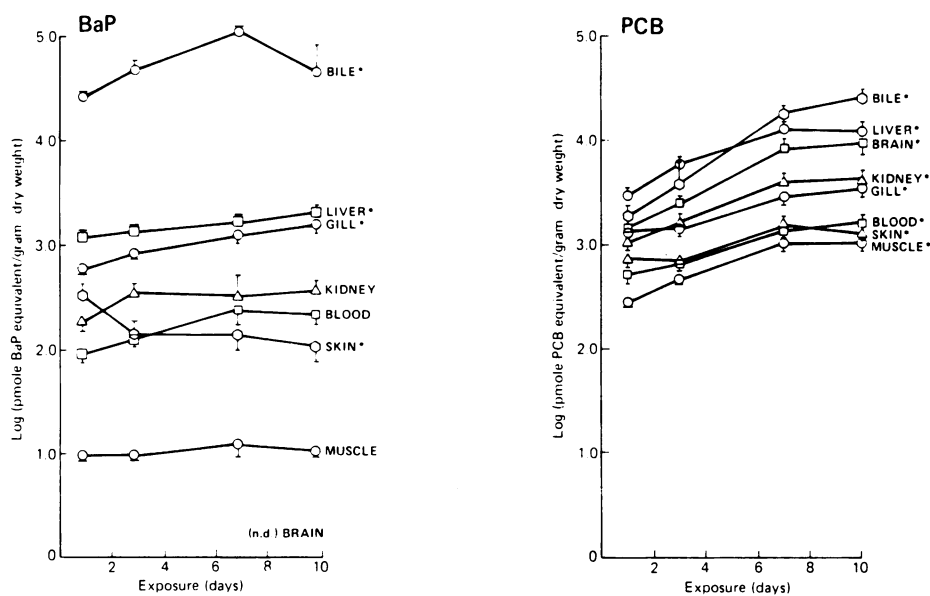 BaP
Log (pmole BaP equivalent/gram dry weight)
5.0
4.0
3.0
2.0
1.0
0
BILE*
LIVER*
GILL*
KIDNEY
BLOOD
SKIN*
MUSCLE
(n.d) BRAIN
2 4 6 8 10
Exposure (days)
PCB
Log (pmole PCB equivalent/gram dry weight)
5.0
4.0
3.0
2.0
1.0
0
BILE*
LIVER*
BRAIN*
KIDNEY*
GILL*
BLOOD*
SKIN*
MUSCLE*
2 4 6 8 10
Exposure (days)